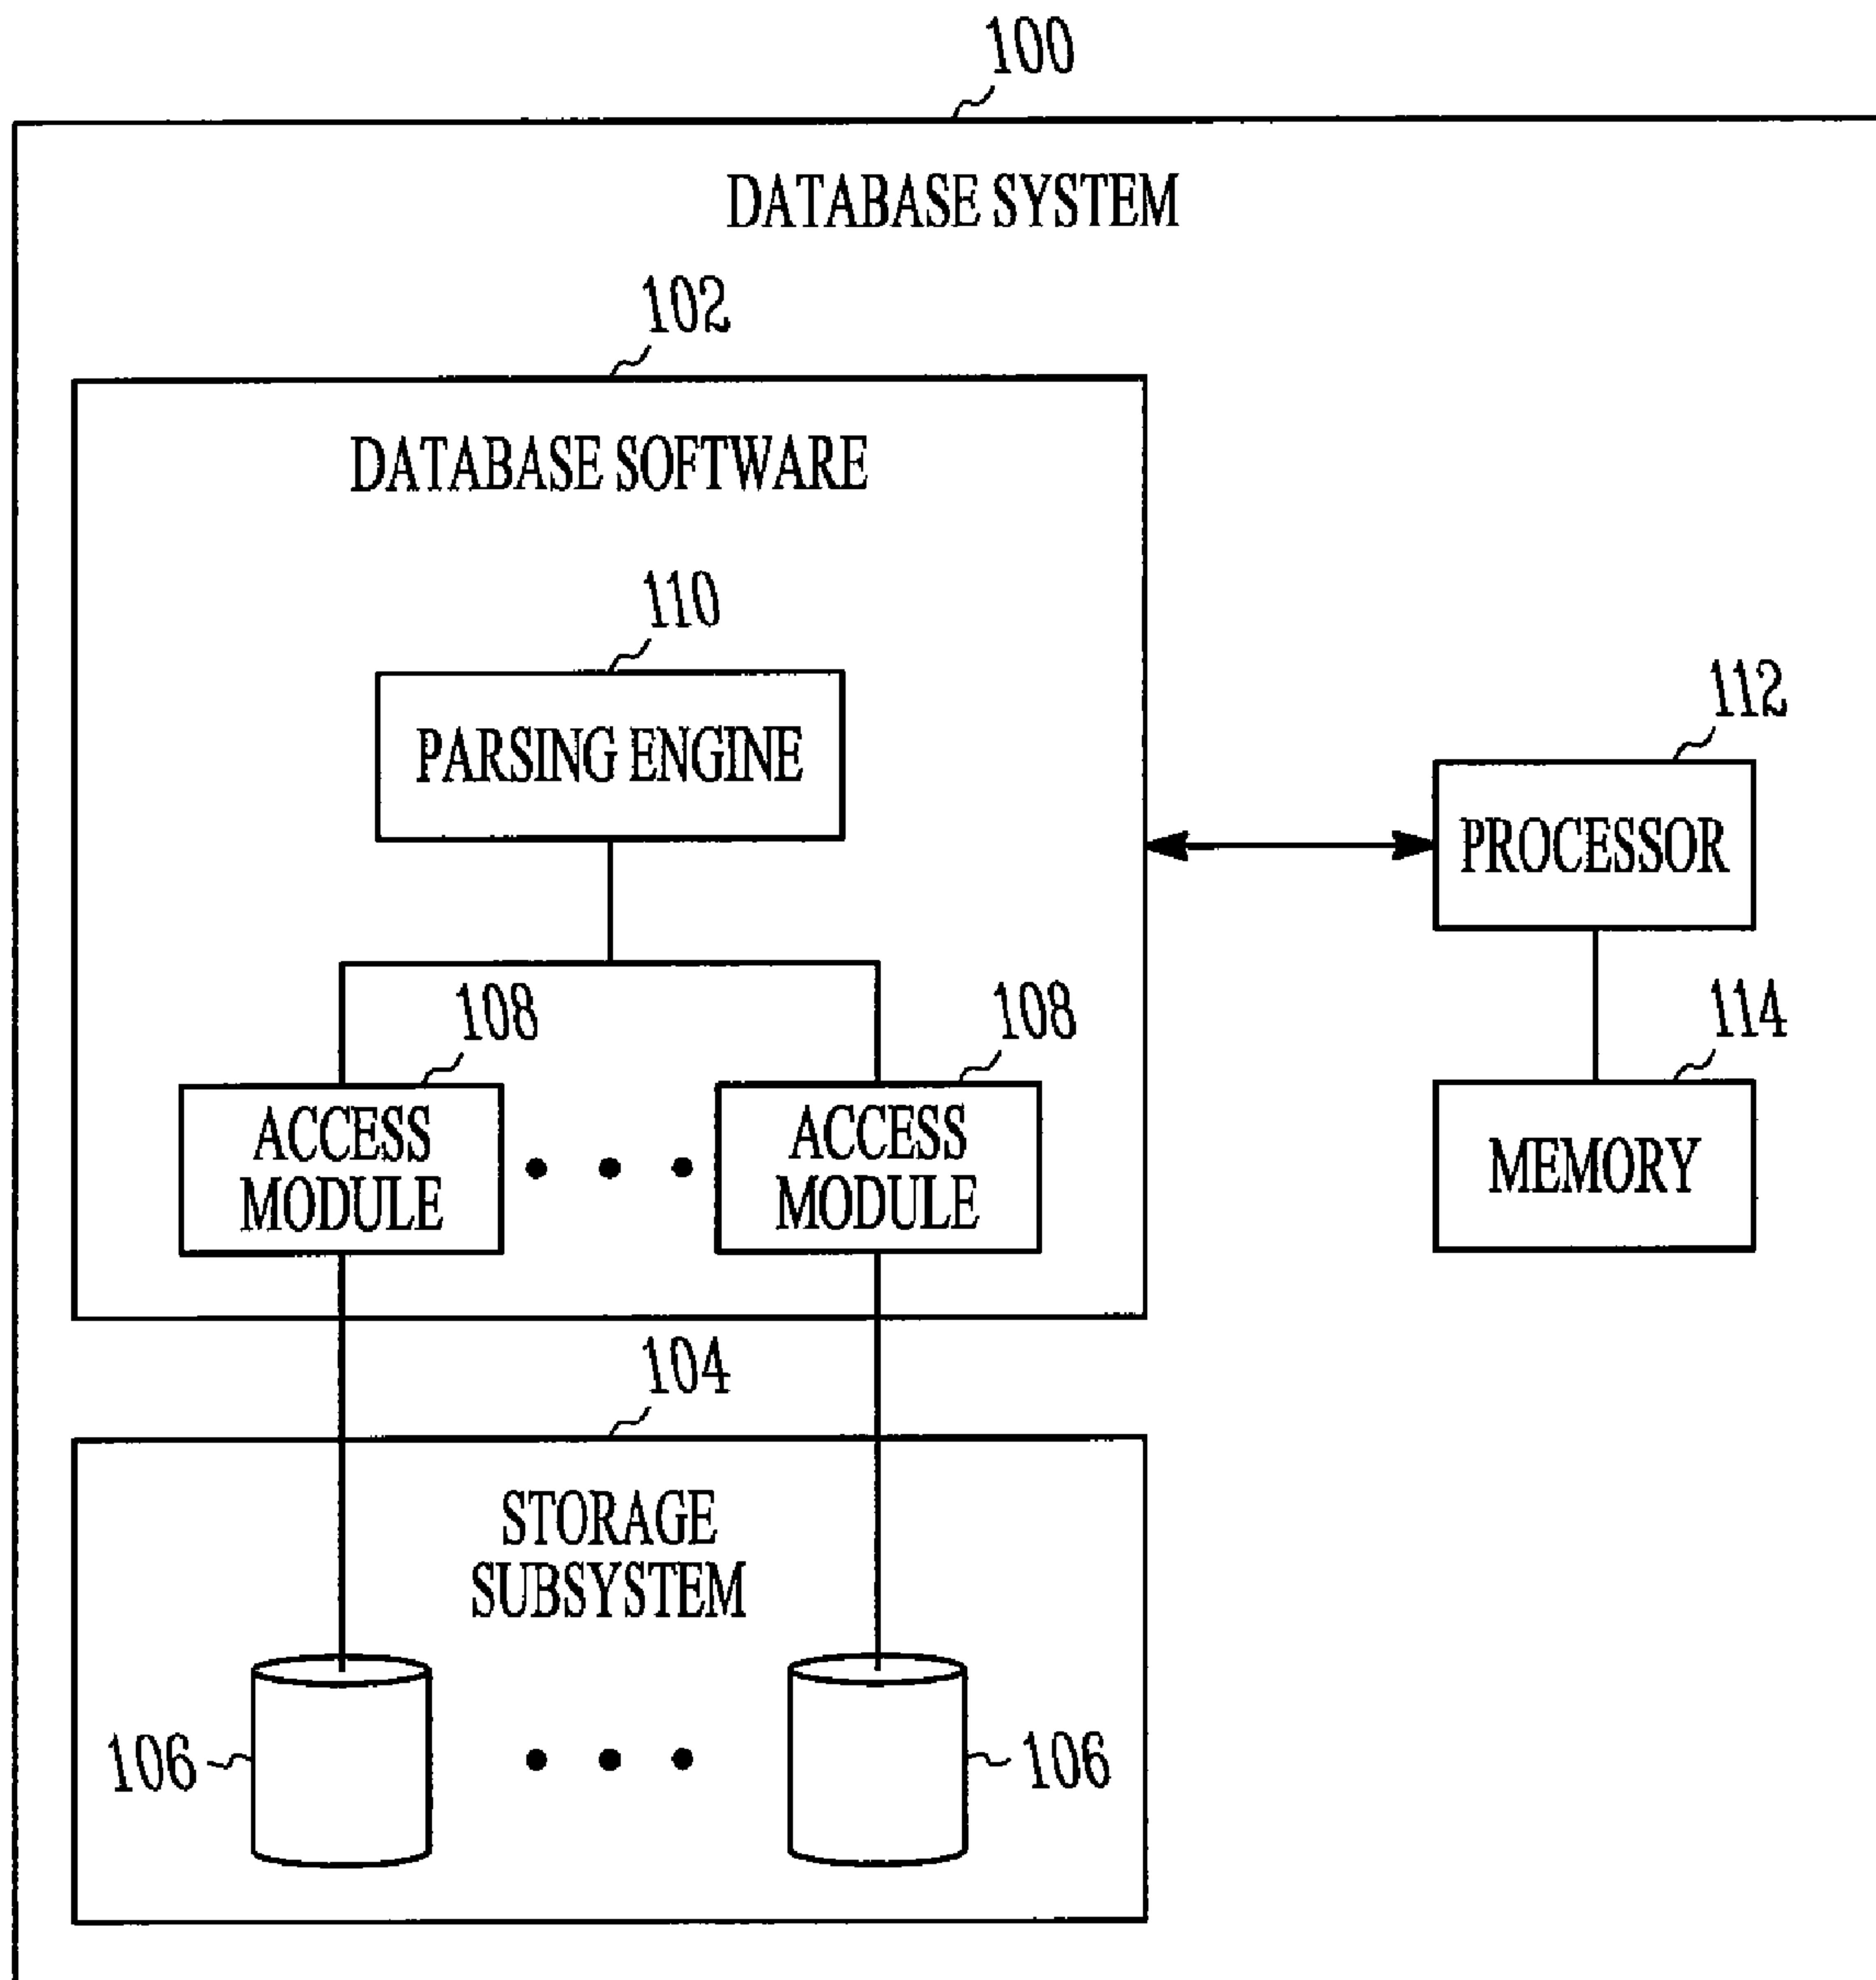 100
DATABASE SYSTEM
102
DATABASE SOFTWARE
110
PARSING ENGINE
112
PROCESSOR
108
108
114
ACCESS
MODULE
ACCESS
MODULE
MEMORY
104
STORAGE
SUBSYSTEM
106
106